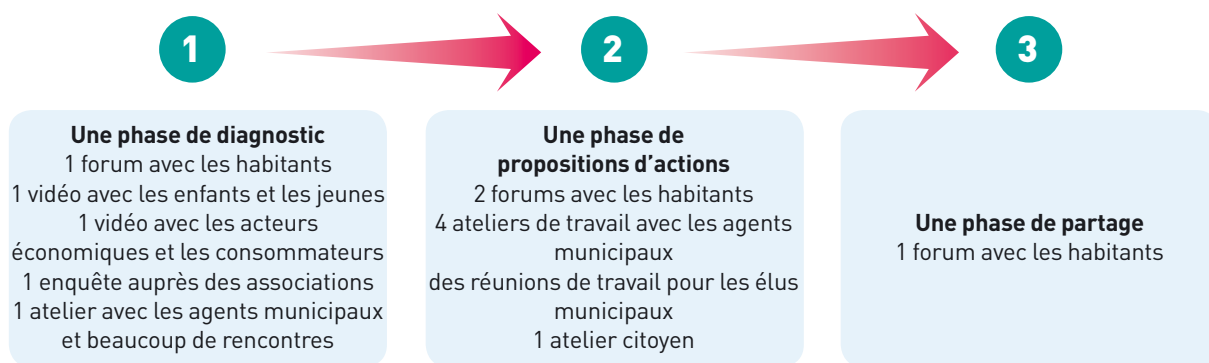 1
2
3
Une phase de diagnostic
1 forum avec les habitants
1 vidéo avec les enfants et les jeunes
1 vidéo avec les acteurs
économiques et les consommateurs
1 enquête auprès des associations
1 atelier avec les agents municipaux
et beaucoup de rencontres
Une phase de
propositions d’actions
2 forums avec les habitants
4 ateliers de travail avec les agents
municipaux
des réunions de travail pour les élus
municipaux
1 atelier citoyen
Une phase de partage
1 forum avec les habitants